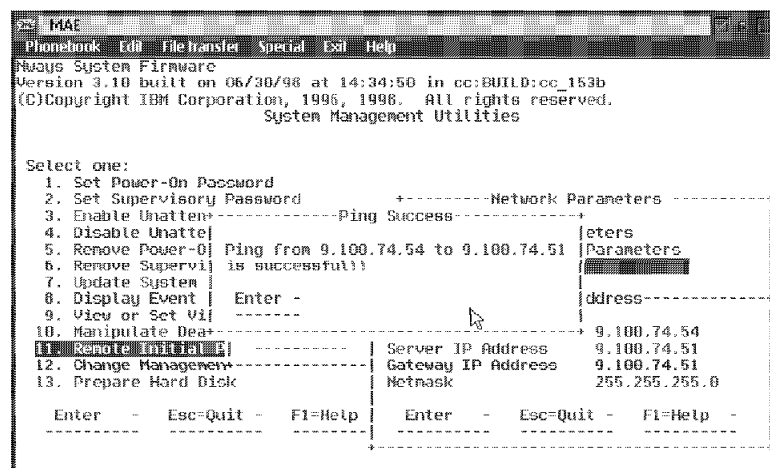 MAE
Phonebook Edit File transfer Special Exit Help
Nways System Firmware
Version 3.10 built on 06/30/98 at 14:34:50 in cc:BUILD:cc_153b
(C)Copyright IBM Corporation, 1996, 1998. All rights reserved.
System Management Utilities
Select one:
1. Set Power-On Password
2. Set Supervisory Password
Network Parameters
3. Enable Unatten
Ping Success
4. Disable Unatte
eters
5. Remove Power-O
Ping from 9.100.74.54 to 9.100.74.51
Parameters
6. Remove Supervi
is successful!!
7. Update System
8. Display Event
Enter -
ddress
9. View or Set Vi
10. Manipulate Dea
9.100.74.54
11. Remote Initial P
Server IP Address 9.100.74.51
12. Change Managemen
Gateway IP Address 9.100.74.51
13. Prepare Hard Disk
Netmask 255.255.255.0
Enter - Esc=Quit - F1=Help
Enter - Esc=Quit - F1=Help -